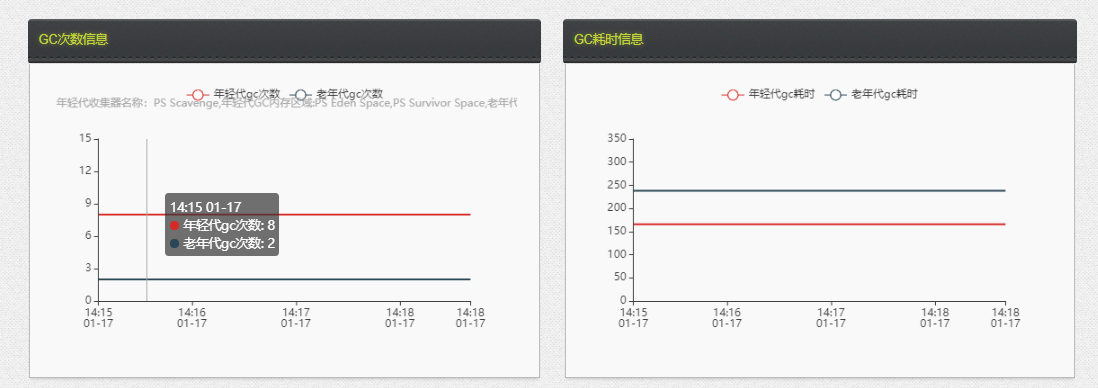 GC次数信息
年轻代gc次数 老年代gc次数
年轻代收集器名称：PS Scavenge,年轻代GC内存区域:PS Eden Space,PS Survivor Space,老年代
15
12
9
6
3
0
14:15 01-17
年轻代gc次数: 8
老年代gc次数: 2
14:15 14:16 14:17 14:18 14:18
01-17 01-17 01-17 01-17 01-17
GC耗时信息
年轻代gc耗时 老年代gc耗时
350
300
250
200
150
100
50
0
14:15 14:16 14:17 14:18 14:18
01-17 01-17 01-17 01-17 01-17